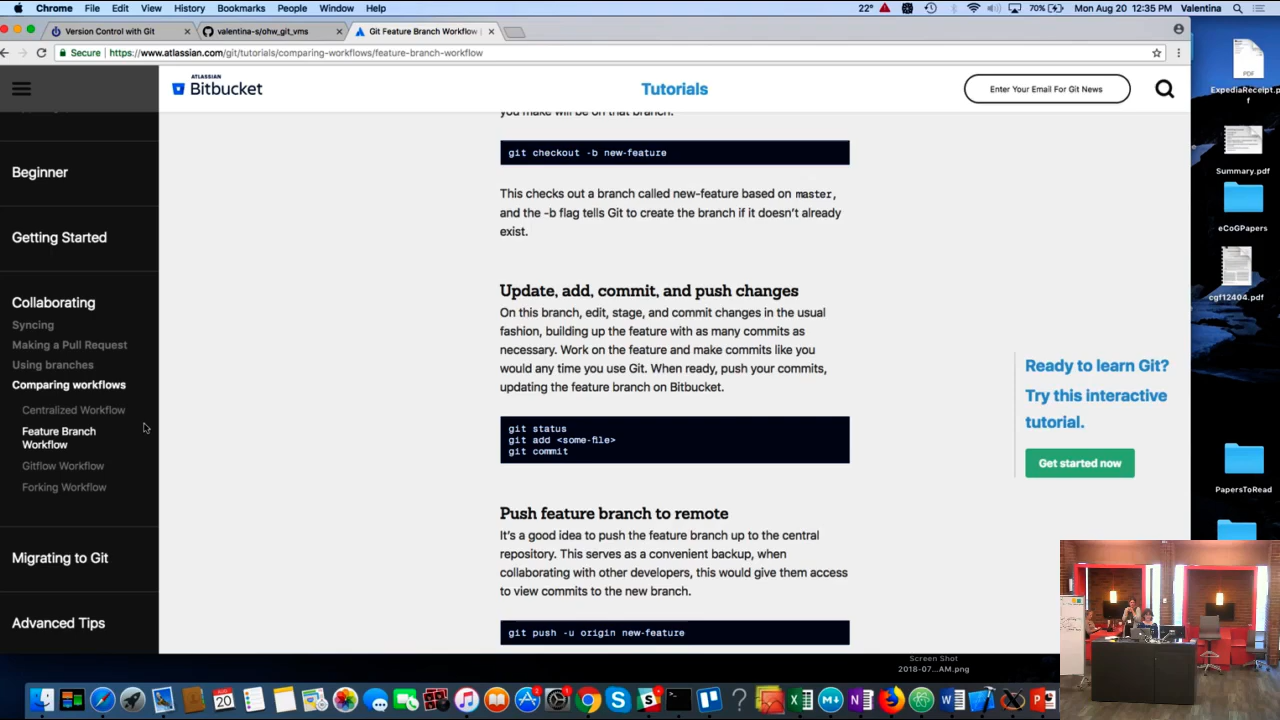 Chrome File Edit View History Bookmarks People Window Help
22° 70% Mon Aug 20 12:35 PM Valentina
Version Control with Git
valentina-s/ohw_git_vms
Git Feature Branch Workflow |
Secure https://www.atlassian.com/git/tutorials/comparing-workflows/feature-branch-workflow
ATLASSIAN
Bitbucket
Tutorials
Enter Your Email For Git News
Beginner
Getting Started
Collaborating
Syncing
Making a Pull Request
Using branches
Comparing workflows
Centralized Workflow
Feature Branch
Workflow
Gitflow Workflow
Forking Workflow
Migrating to Git
Advanced Tips
you make will be on that branch.
git checkout -b new-feature
This checks out a branch called new-feature based on master,
and the -b flag tells Git to create the branch if it doesn't already
exist.
Update, add, commit, and push changes
On this branch, edit, stage, and commit changes in the usual
fashion, building up the feature with as many commits as
necessary. Work on the feature and make commits like you
would any time you use Git. When ready, push your commits,
updating the feature branch on Bitbucket.
git status
git add <some-file>
git commit
Push feature branch to remote
It's a good idea to push the feature branch up to the central
repository. This serves as a convenient backup, when
collaborating with other developers, this would give them access
to view commits to the new branch.
git push -u origin new-feature
Ready to learn Git?
Try this interactive
tutorial.
Get started now
PDF
ExpediaReceipt.p
f
Summary.pdf
eCoGPapers
cgf12404.pdf
PapersToRead
Screen Shot
2018-07...AM.png
20